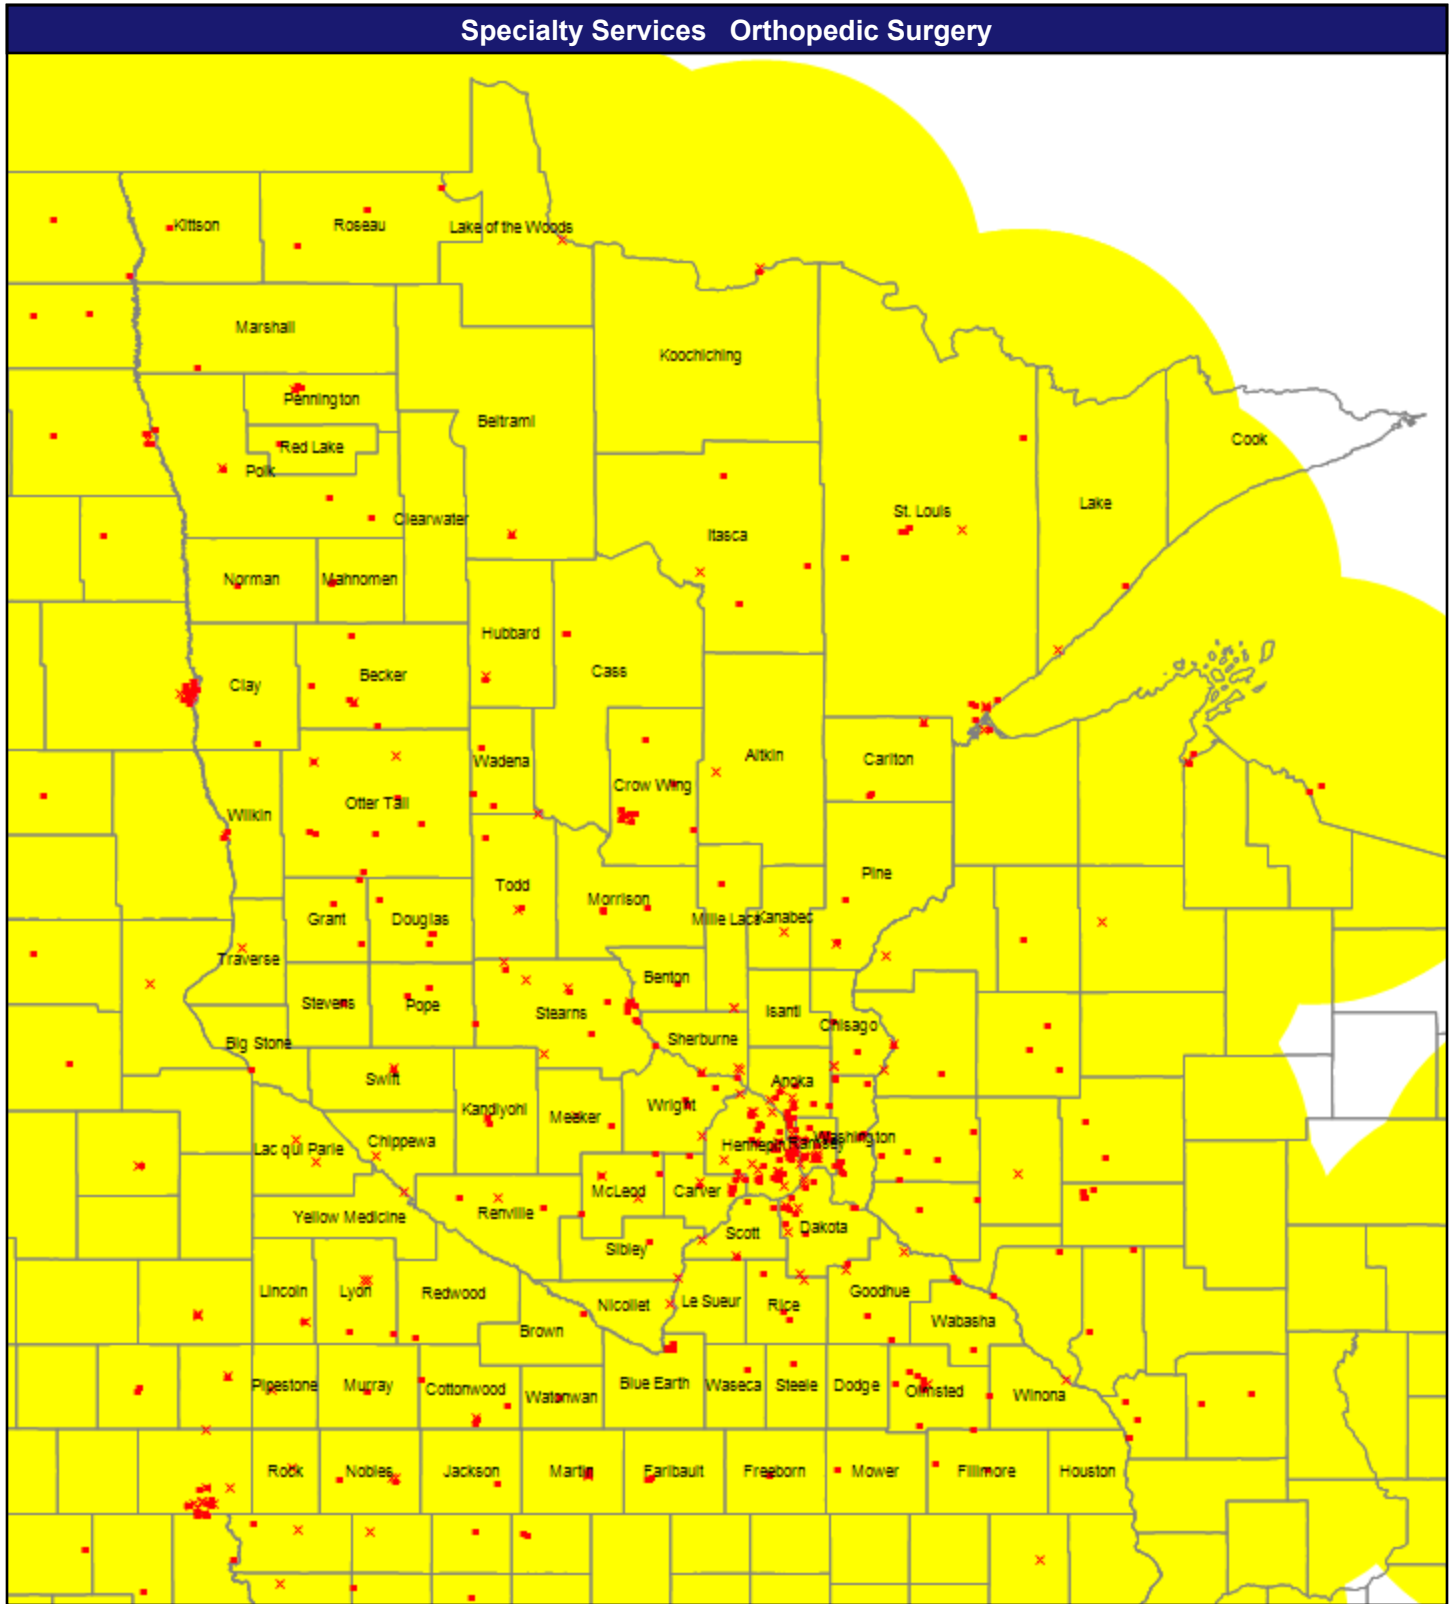 Specialty Services   Orthopedic Surgery
Kittson
Roseau
Lake of the Woods
Marshall
Koochiching
Pennington
Beltrami
Red Lake
Polk
Cook
Clearwater
St. Louis
Lake
Itasca
Norman
Mahnomen
Hubbard
Cass
Becker
Clay
Wadena
Aitkin
Carlton
Crow Wing
Otter Tail
Wilkin
Pine
Todd
Morrison
Grant
Douglas
Mille Lacs
Kanabec
Traverse
Benton
Stevens
Pope
Stearns
Isanti
Chisago
Sherburne
Big Stone
Swift
Anoka
Kandiyohi
Meeker
Wright
Chippewa
Lac qui Parle
Hennepin
Ramsey
Washington
McLeod
Carver
Renville
Yellow Medicine
Scott
Dakota
Sibley
Lincoln
Lyon
Redwood
Nicollet
Le Sueur
Rice
Goodhue
Wabasha
Brown
Pipestone
Murray
Cottonwood
Watonwan
Blue Earth
Waseca
Steele
Dodge
Olmsted
Winona
Rock
Nobles
Jackson
Martin
Faribault
Freeborn
Mower
Fillmore
Houston